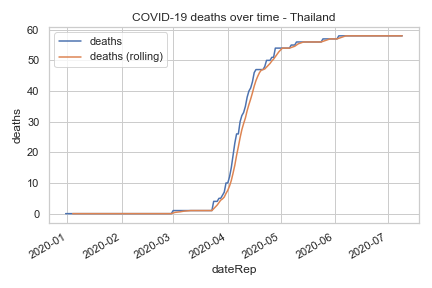 COVID-19 deaths over time - Thailand
deaths
deaths (rolling)
60
50
40
30
20
10
0
deaths
2020-01
2020-02
2020-03
2020-04
2020-05
2020-06
2020-07
dateRep